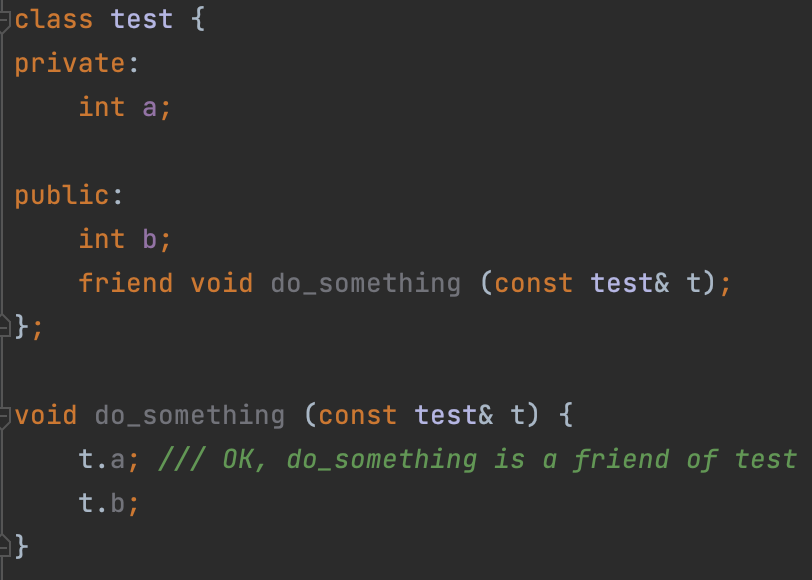 class test {
private:
    int a;
public:
    int b;
    friend void do_something (const test& t);
};
void do_something (const test& t) {
    t.a; /// OK, do_something is a friend of test
    t.b;
}